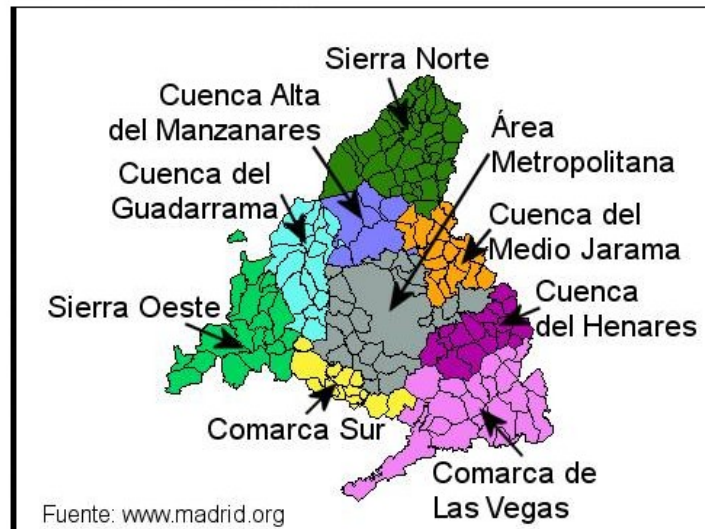 Sierra Norte
Cuenca Alta
del Manzanares
Área
Metropolitana
Cuenca del
Guadarrama
Cuenca del
Medio Jarama
Sierra Oeste
Cuenca
del Henares
Comarca Sur
Comarca de
Las Vegas
Fuente: www.madrid.org